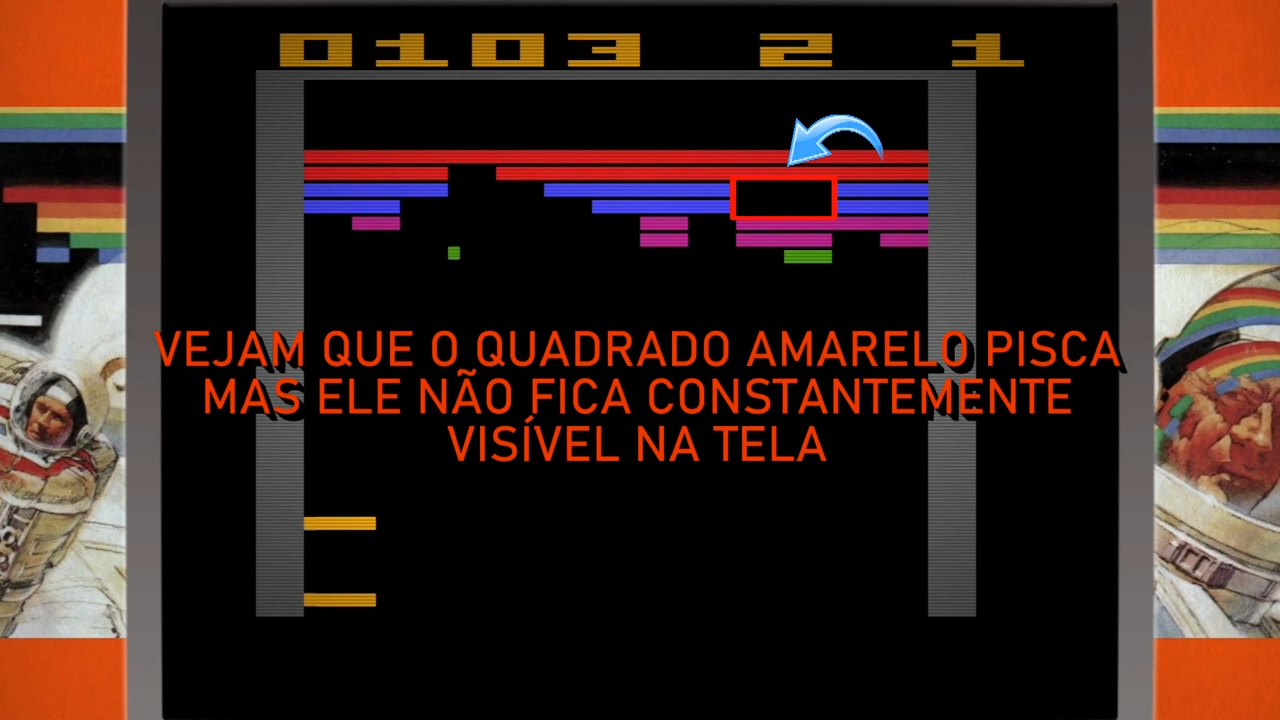 0103 2 1
VEJAM QUE O QUADRADO AMARELO PISCA
MAS ELE NÃO FICA CONSTANTEMENTE
VISÍVEL NA TELA